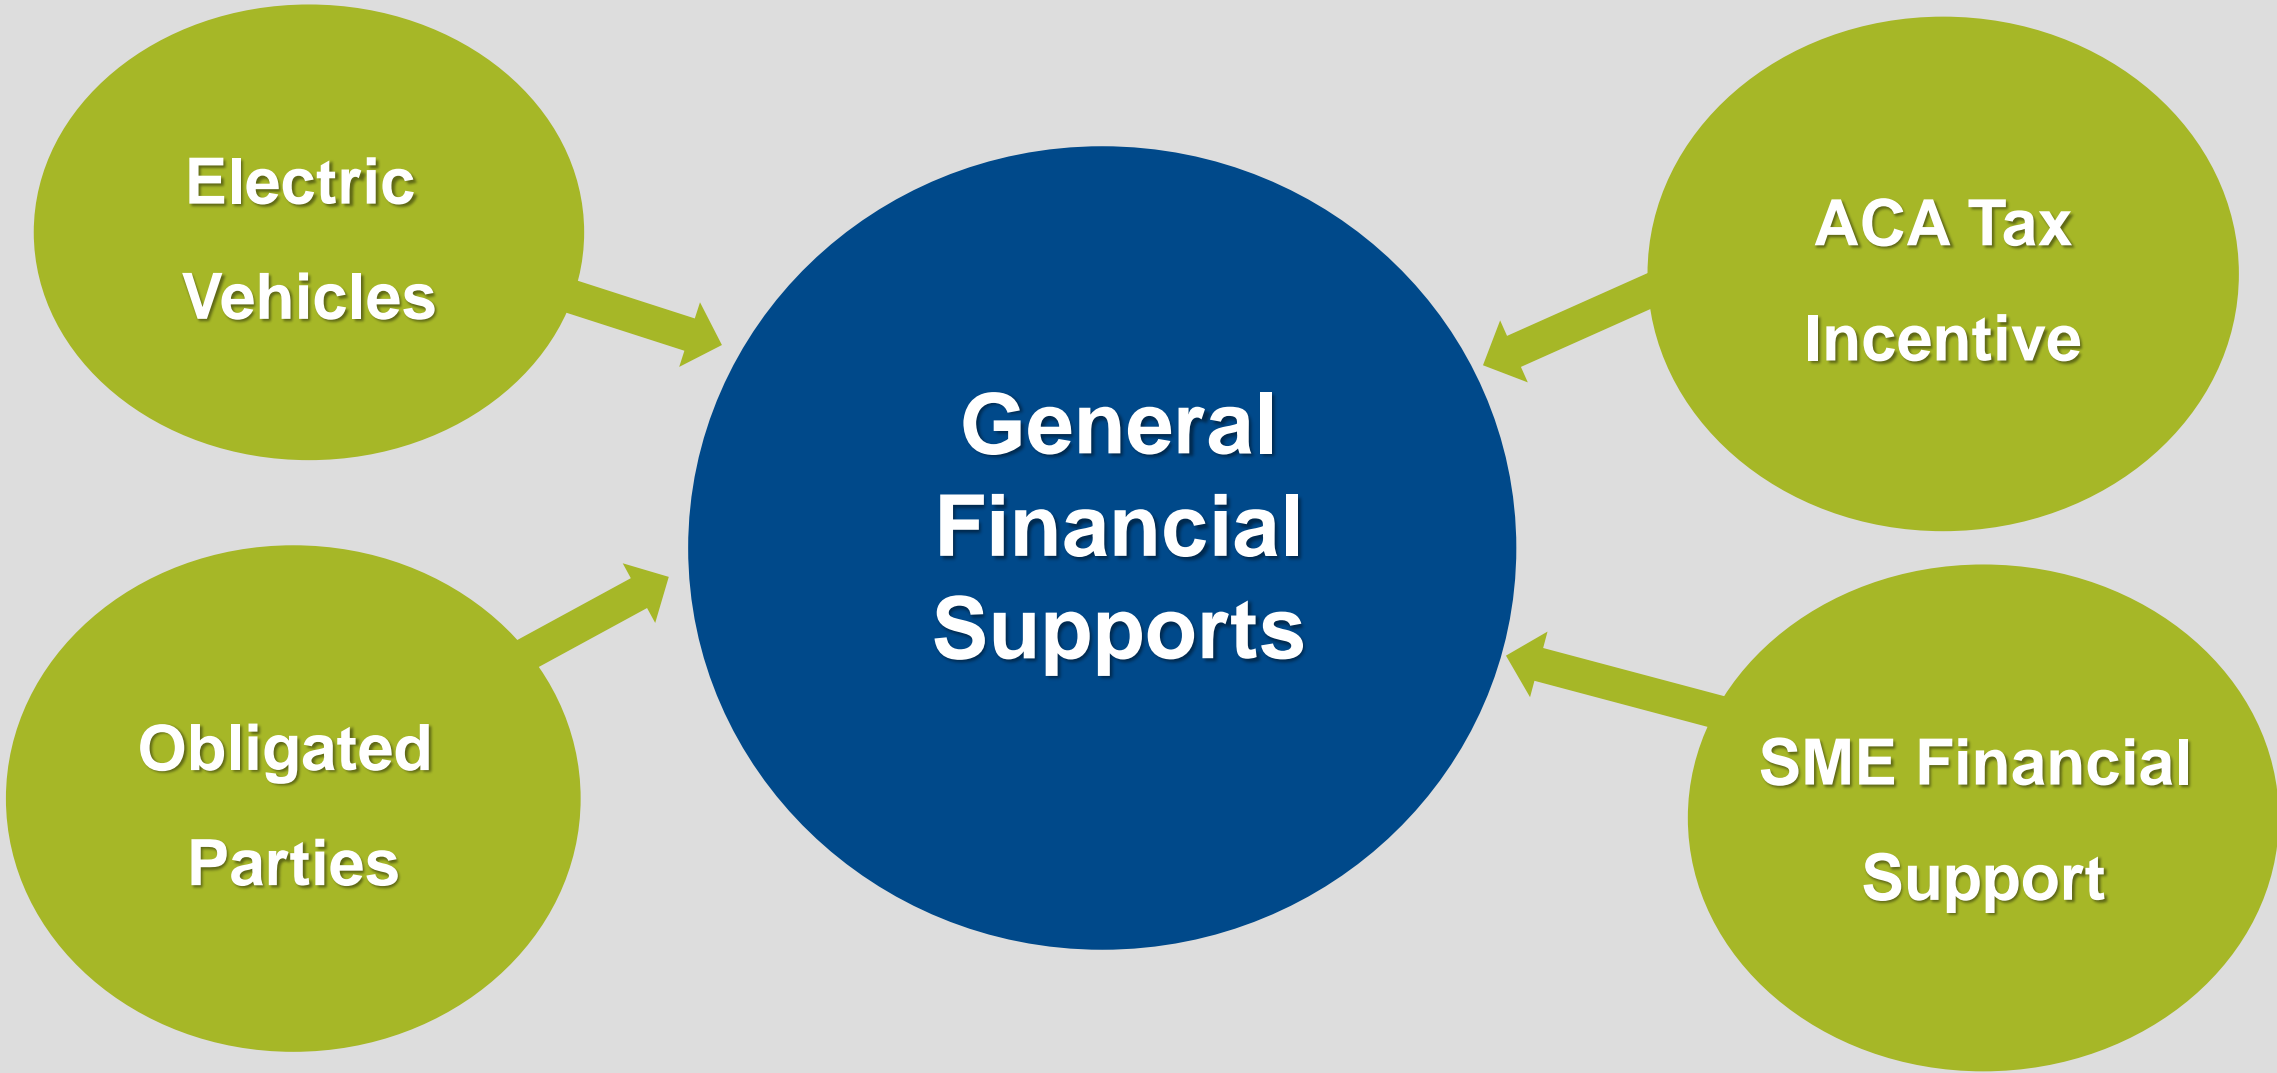 Electric
Vehicles
ACA Tax
Incentive
General
Financial
Supports
Obligated
Parties
SME Financial
Support